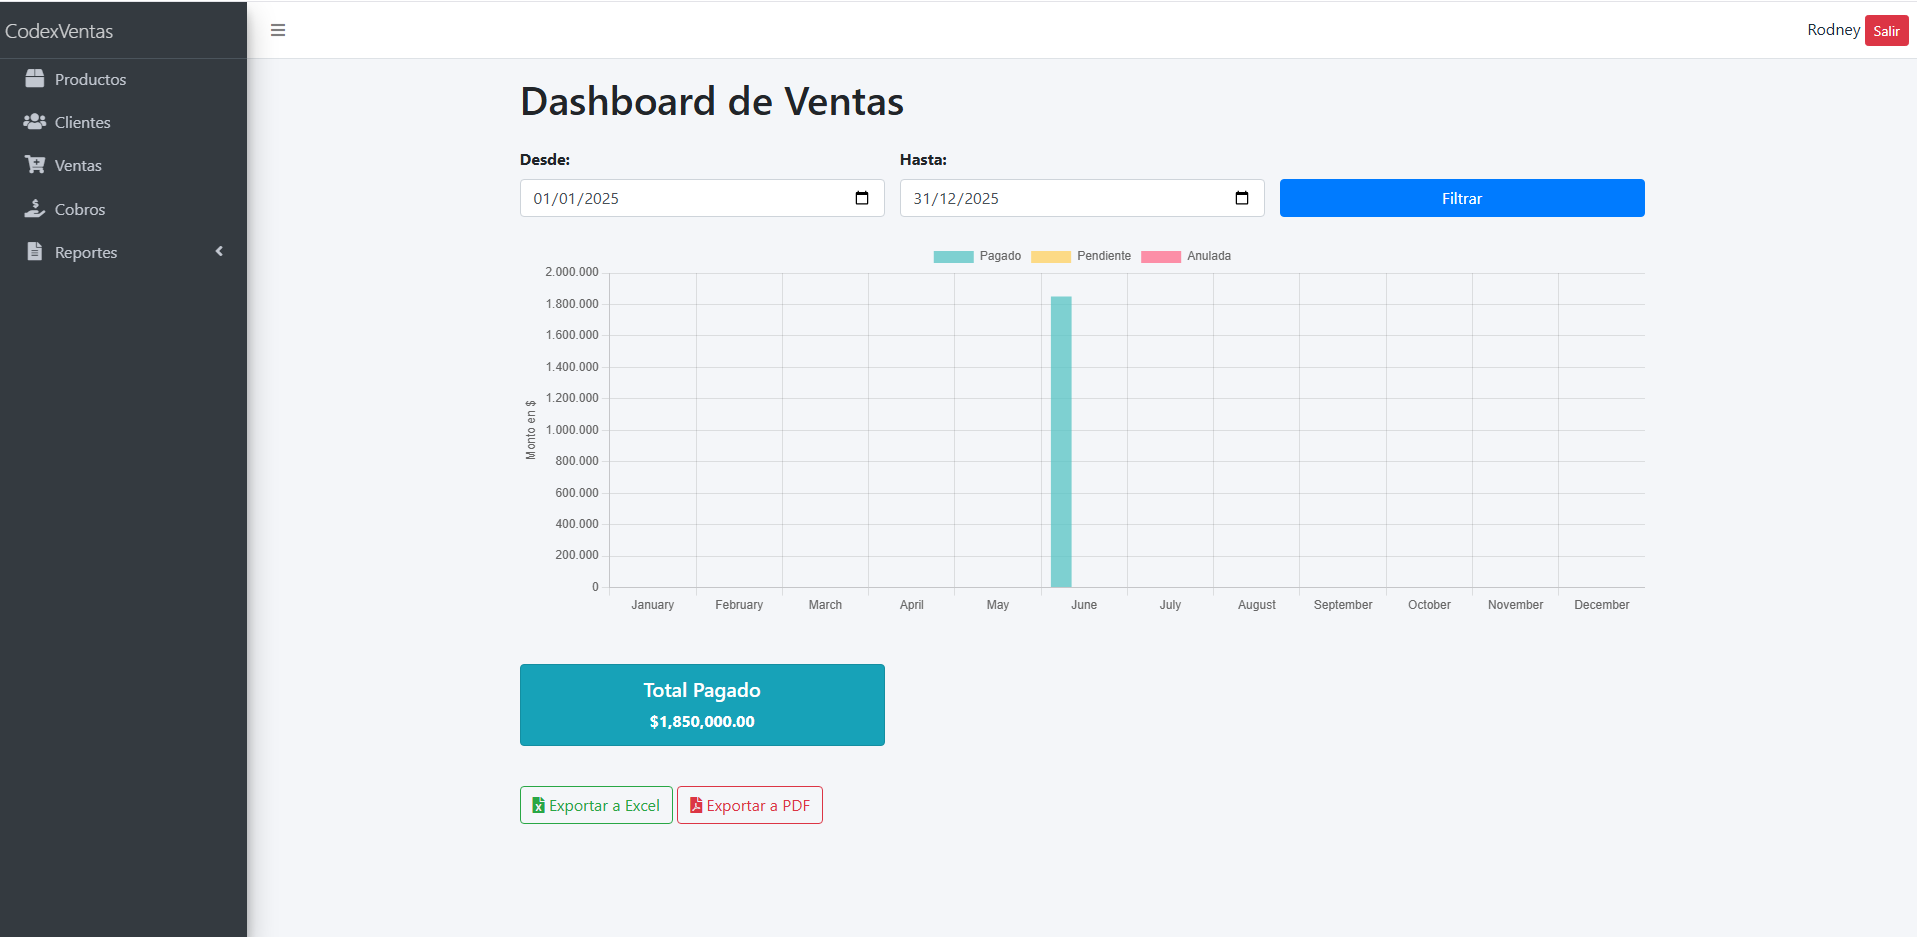 CodexVentas
Rodney Salir
Productos
Clientes
Ventas
Cobros
Reportes
Dashboard de Ventas
Desde: Hasta:
01/01/2025 31/12/2025 Filtrar
Pagado Pendiente Anulada
Monto en $
2.000.000
1.800.000
1.600.000
1.400.000
1.200.000
1.000.000
800.000
600.000
400.000
200.000
0
January February March April May June July August September October November December
Total Pagado
$1,850,000.00
Exportar a Excel Exportar a PDF